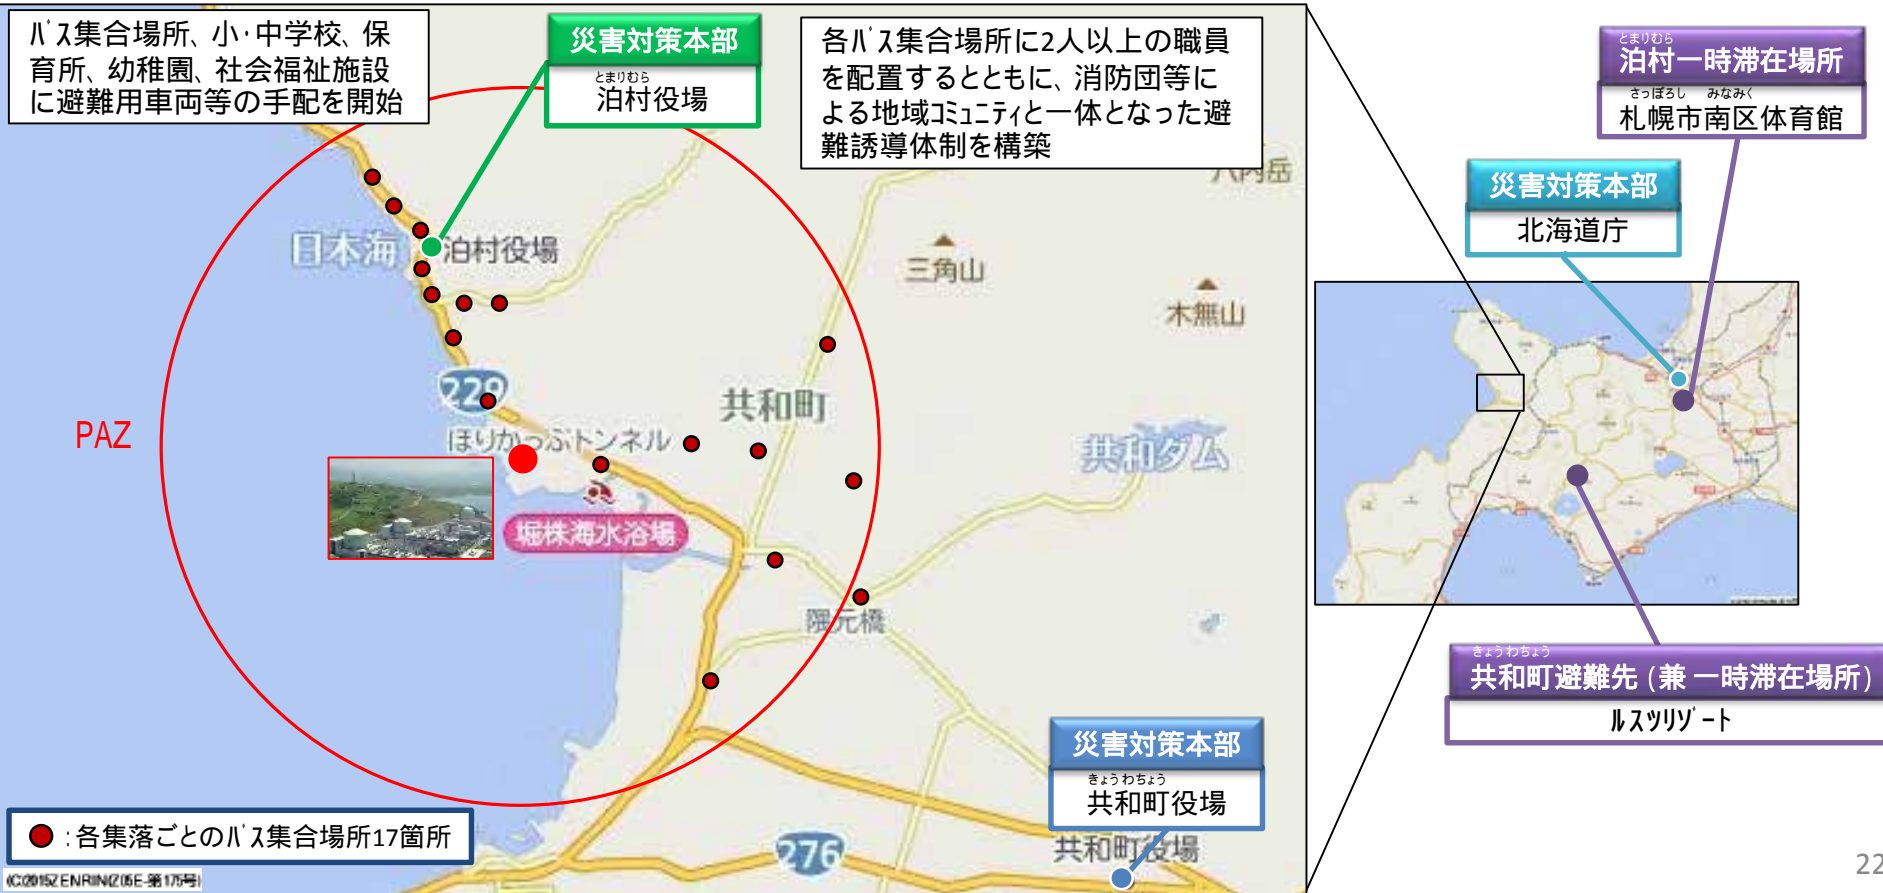 バス集合場所、小・中学校、保
育所、幼稚園、社会福祉施設
に避難用車両等の手配を開始
災害対策本部
とまりむら
泊村役場
各バス集合場所に2人以上の職員
を配置するとともに、消防団等に
よる地域コミュニティと一体となった避
難誘導体制を構築
とまりむら
泊村一時滞在場所
さっぽろし みなみく
札幌市南区体育館
災害対策本部
北海道庁
八内岳
日本海
泊村役場
三角山
木無山
229
共和町
PAZ
ほりかっぷトンネル
共和ダム
堀株海水浴場
隈元橋
きょうわちょう
共和町避難先(兼 一時滞在場所)
ルスツリゾート
災害対策本部
きょうわちょう
共和町役場
:各集落ごとのバス集合場所17箇所
276
共和町役場
(C)2015ZENRIN(Z05E-第175号)
22